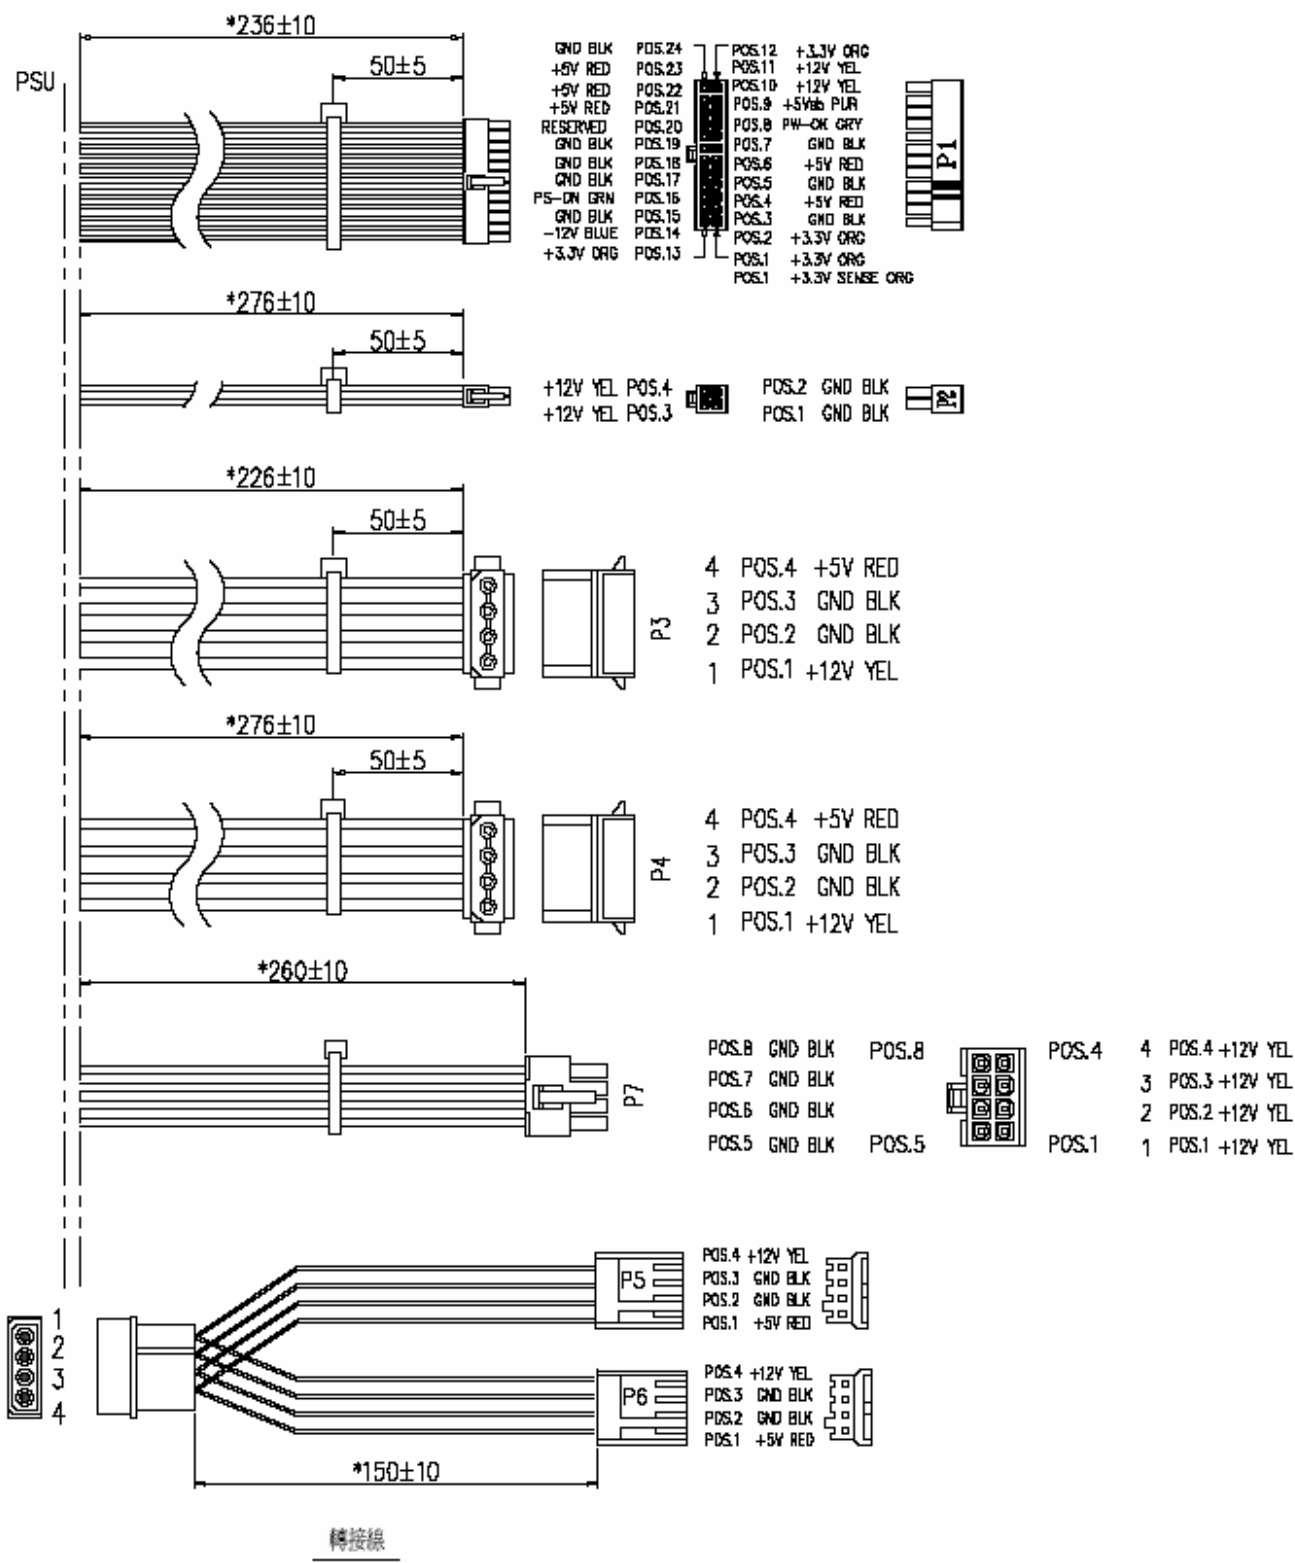 *236±10
50±5
PSU
GND BLK POS.24
+5V RED POS.23
+5V RED POS.22
+5V RED POS.21
RESERVED POS.20
GND BLK POS.19
GND BLK POS.18
GND BLK POS.17
PS-ON GRN POS.16
GND BLK POS.15
-12V BLUE POS.14
+3.3V ORG POS.13
POS.12 +3.3V ORG
POS.11 +12V YEL
POS.10 +12V YEL
POS.9 +5Vsb PUR
POS.8 PW-OK GRY
POS.7 GND BLK
POS.6 +5V RED
POS.5 GND BLK
POS.4 +5V RED
POS.3 GND BLK
POS.2 +3.3V ORG
POS.1 +3.3V ORG
POS.1 +3.3V SENSE ORG
P1
*276±10
50±5
+12V YEL POS.4
+12V YEL POS.3
POS.2 GND BLK
POS.1 GND BLK
P2
*226±10
50±5
P3
4 POS.4 +5V RED
3 POS.3 GND BLK
2 POS.2 GND BLK
1 POS.1 +12V YEL
*276±10
50±5
P4
4 POS.4 +5V RED
3 POS.3 GND BLK
2 POS.2 GND BLK
1 POS.1 +12V YEL
*260±10
P7
POS.8 GND BLK
POS.7 GND BLK
POS.6 GND BLK
POS.5 GND BLK
POS.8
POS.5
POS.4
POS.1
4 POS.4 +12V YEL
3 POS.3 +12V YEL
2 POS.2 +12V YEL
1 POS.1 +12V YEL
1
2
3
4
P5
POS.4 +12V YEL
POS.3 GND BLK
POS.2 GND BLK
POS.1 +5V RED
P6
POS.4 +12V YEL
POS.3 GND BLK
POS.2 GND BLK
POS.1 +5V RED
*150±10
轉接線